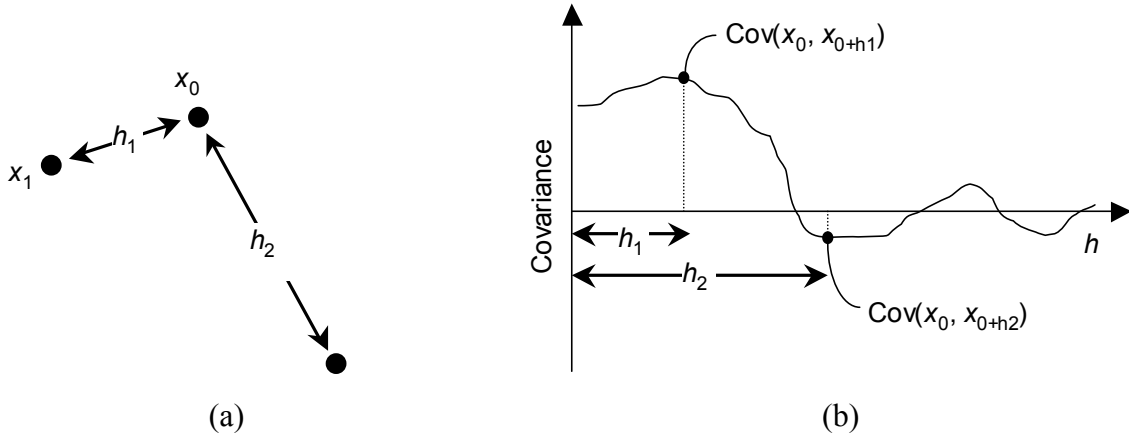 x0
h1
x1
h2
(a)
Cov(x0, x0+h1)
Covariance
h1
h
h2
Cov(x0, x0+h2)
(b)